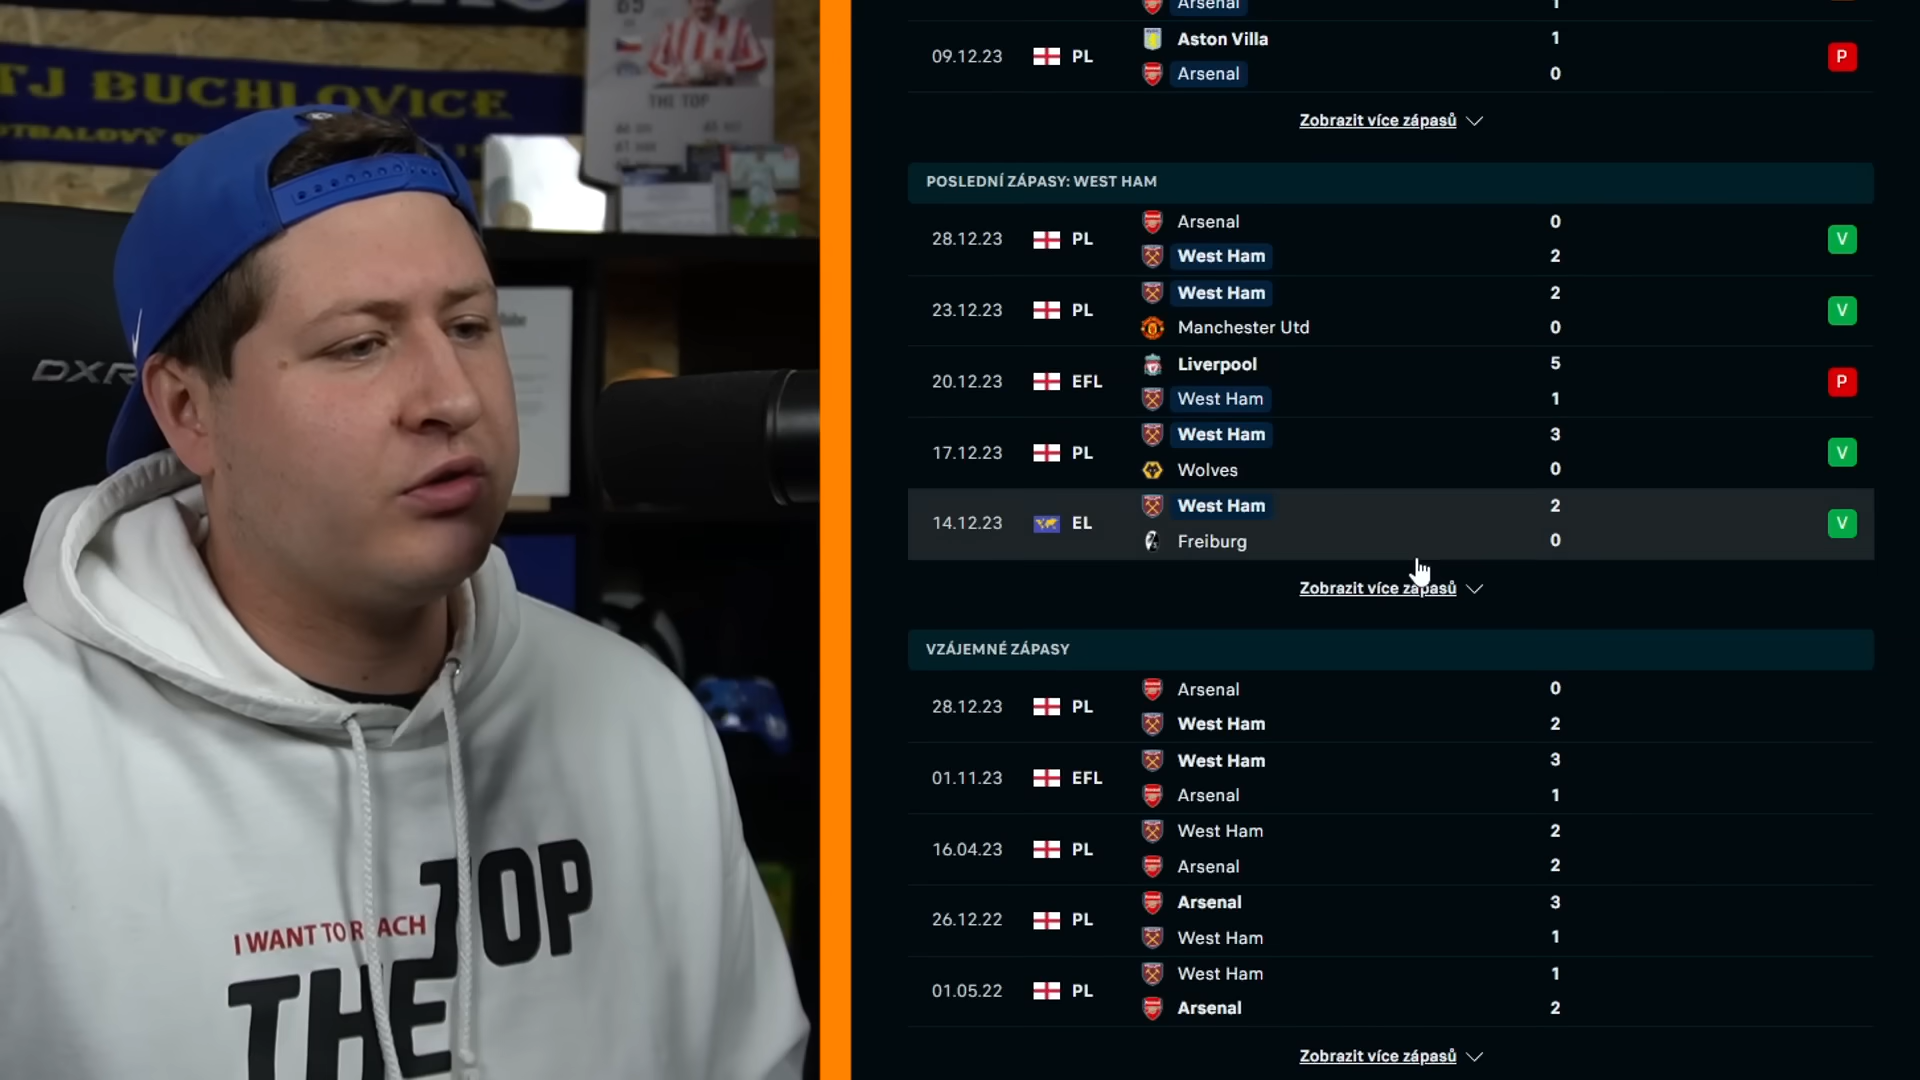 TJ BUCHLOVICE
THE TOP
DXR
I WANT TO R ACH
TOP
THE
Arsenal 1
09.12.23 PL Aston Villa 1 P
Arsenal 0
Zobrazit více zápasů
POSLEDNÍ ZÁPASY: WEST HAM
28.12.23 PL Arsenal 0 V
West Ham 2
23.12.23 PL West Ham 2 V
Manchester Utd 0
20.12.23 EFL Liverpool 5 P
West Ham 1
17.12.23 PL West Ham 3 V
Wolves 0
14.12.23 EL West Ham 2 V
Freiburg 0
Zobrazit více zápasů
VZÁJEMNÉ ZÁPASY
28.12.23 PL Arsenal 0
West Ham 2
01.11.23 EFL West Ham 3
Arsenal 1
16.04.23 PL West Ham 2
Arsenal 2
26.12.22 PL Arsenal 3
West Ham 1
01.05.22 PL West Ham 1
Arsenal 2
Zobrazit více zápasů